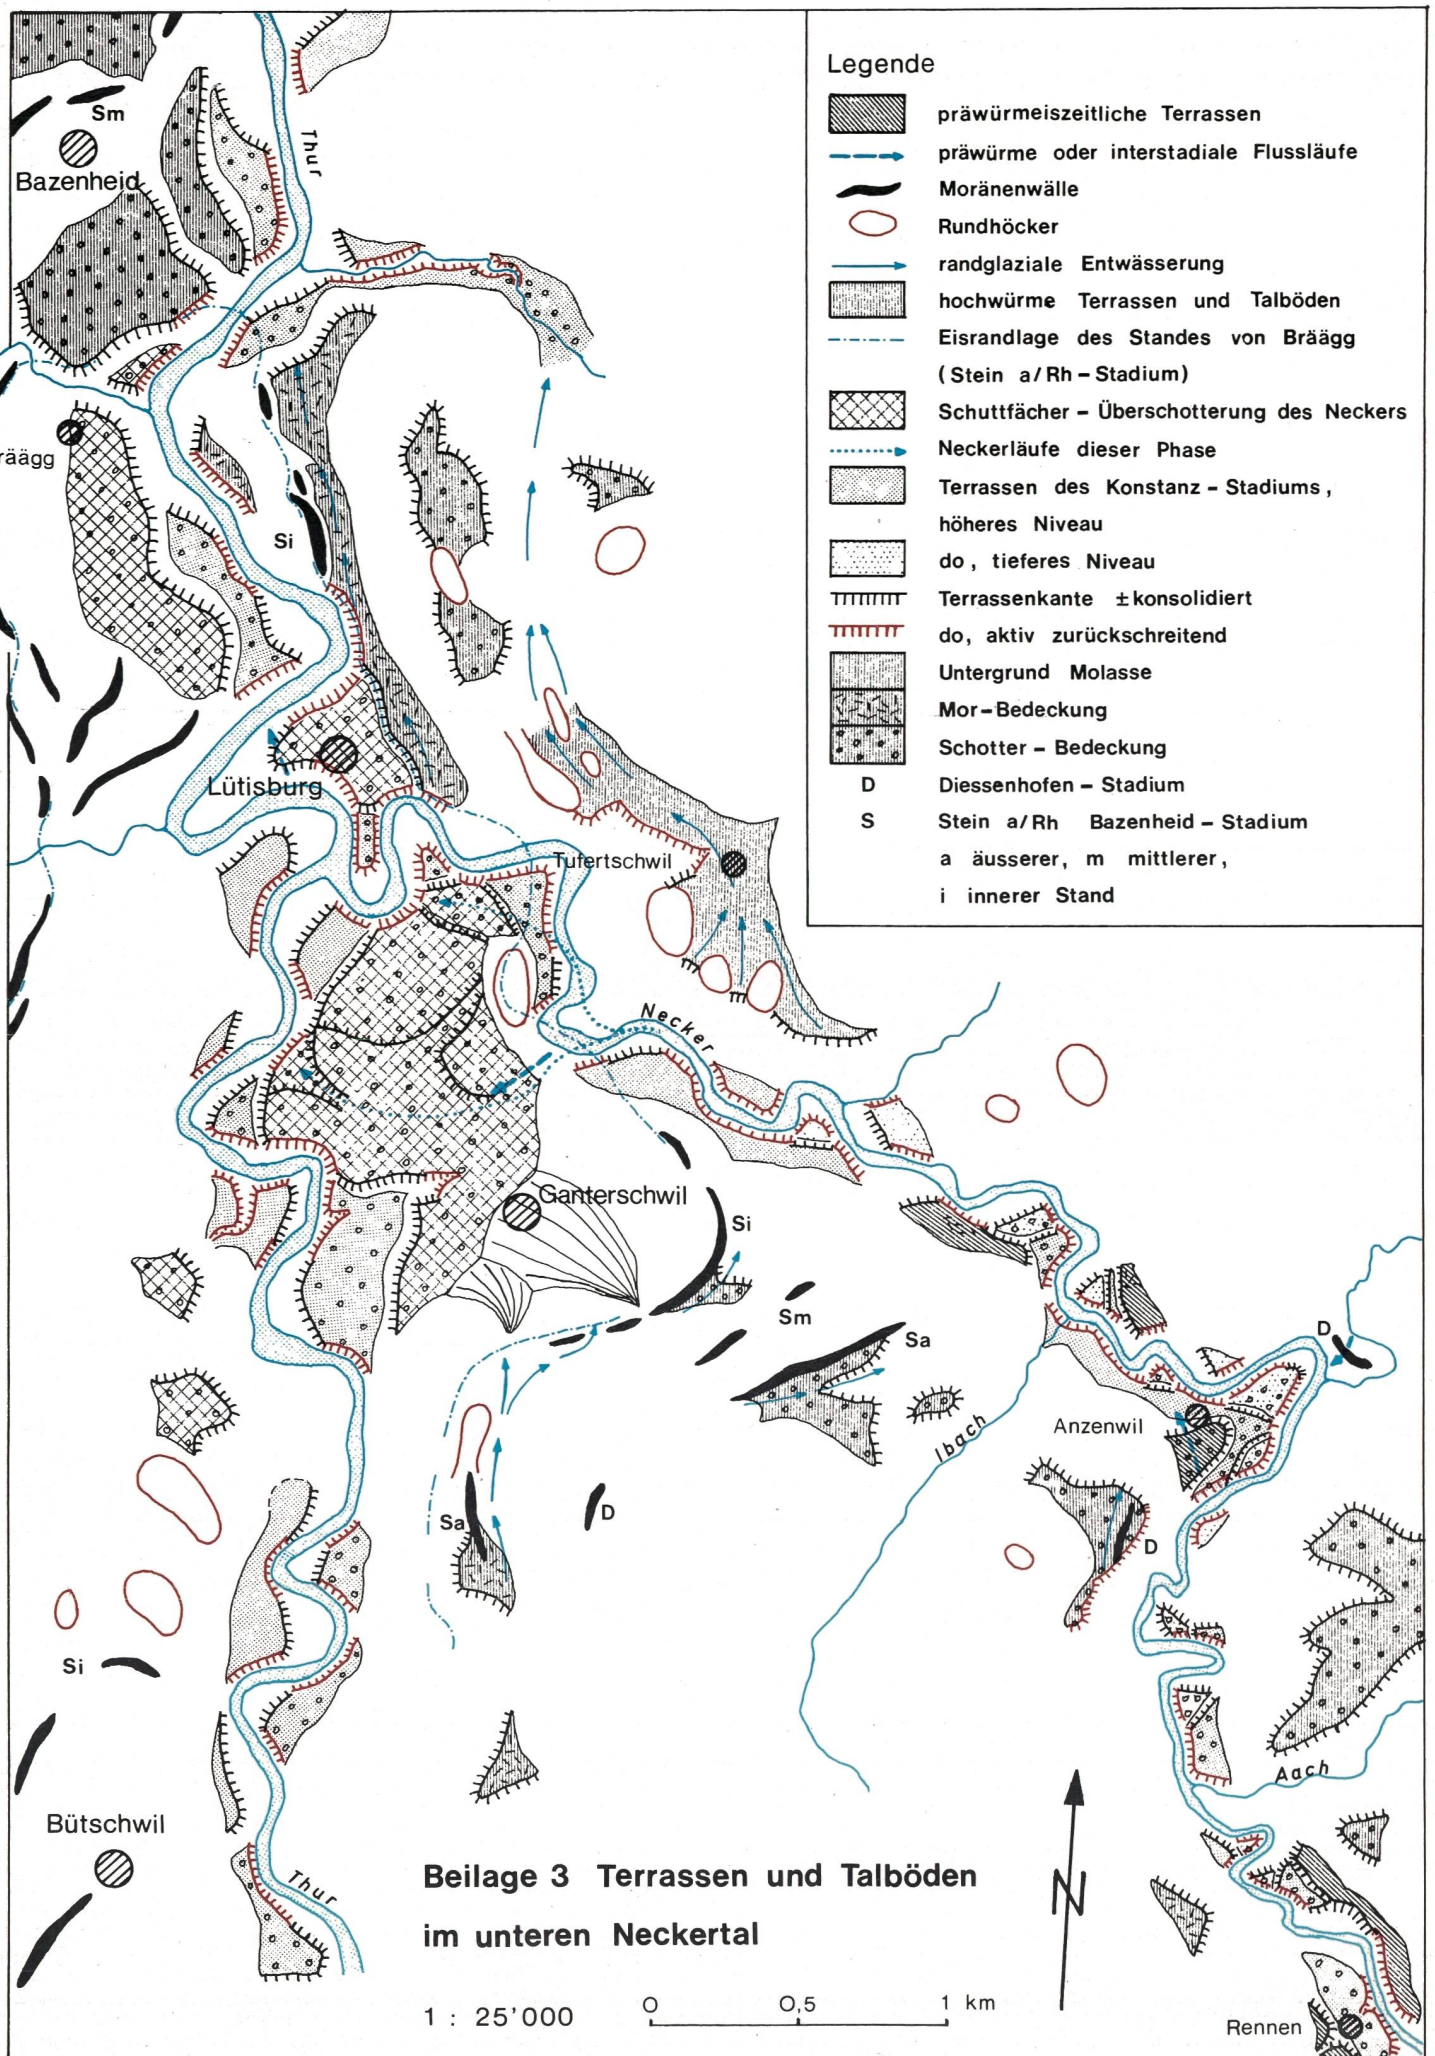 Legende
präwürmeiszeitliche Terrassen
präwürme oder interstadiale Flussläufe
Moränenwälle
Rundhöcker
randglaziale Entwässerung
hochwürme Terrassen und Talböden
Eisrandlage des Standes von Bräägg
(Stein a/Rh – Stadium)
Schuttfächer – Überschotterung des Neckers
Neckerläufe dieser Phase
Terrassen des Konstanz – Stadiums,
höheres Niveau
do, tieferes Niveau
Terrassenkante ± konsolidiert
do, aktiv zurückschreitend
Untergrund Molasse
Mor – Bedeckung
Schotter – Bedeckung
D Diessenhofen – Stadium
S Stein a/Rh Bazenheid – Stadium
a äusserer, m mittlerer,
i innerer Stand
Sm
Thur
Bazenheid
räägg
Si
Lütisburg
Tufertschwil
Necker
Ganterschwil
Si
Sm
Sa
D
Anzenwil
Ibach
Sa
D
D
Si
Aach
Bütschwil
Thur
Beilage 3 Terrassen und Talböden
im unteren Neckertal
N
1 : 25'000
0 0,5 1 km
Rennen